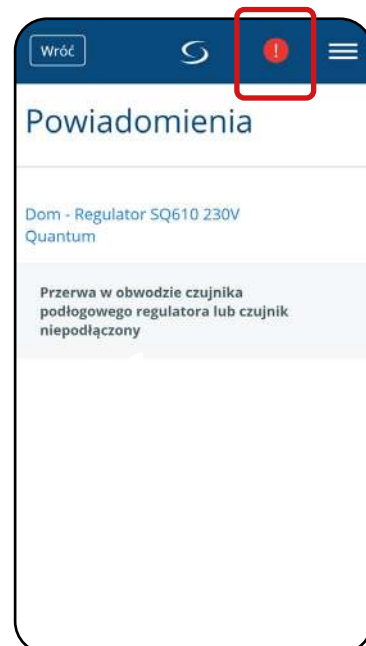 Wróć
!
Powiadomienia
Dom - Regulator SQ610 230V
Quantum
Przerwa w obwodzie czujnika
podłogowego regulatora lub czujnik
niepodłączony